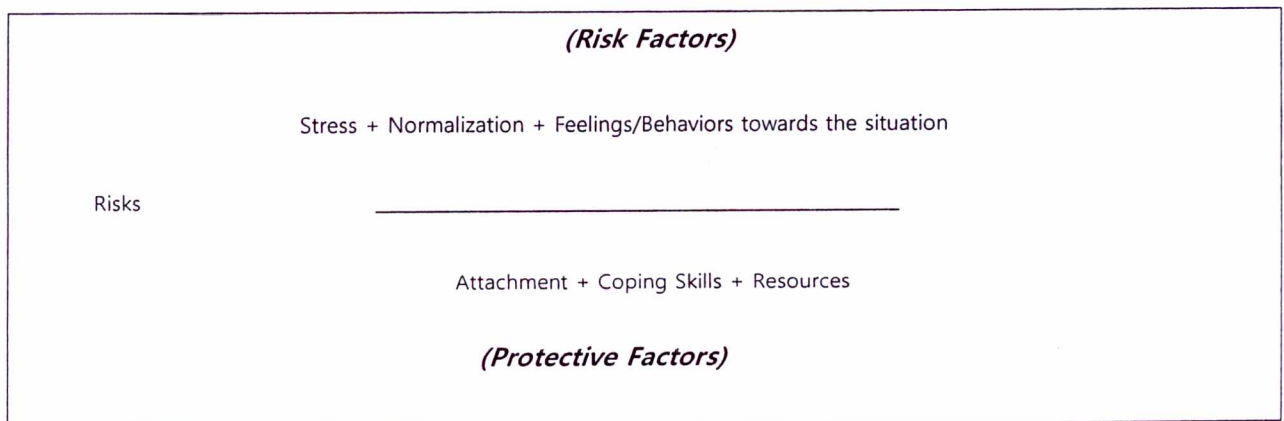 (Risk Factors)
Stress + Normalization + Feelings/Behaviors towards the situation
Risks
Attachment + Coping Skills + Resources
(Protective Factors)